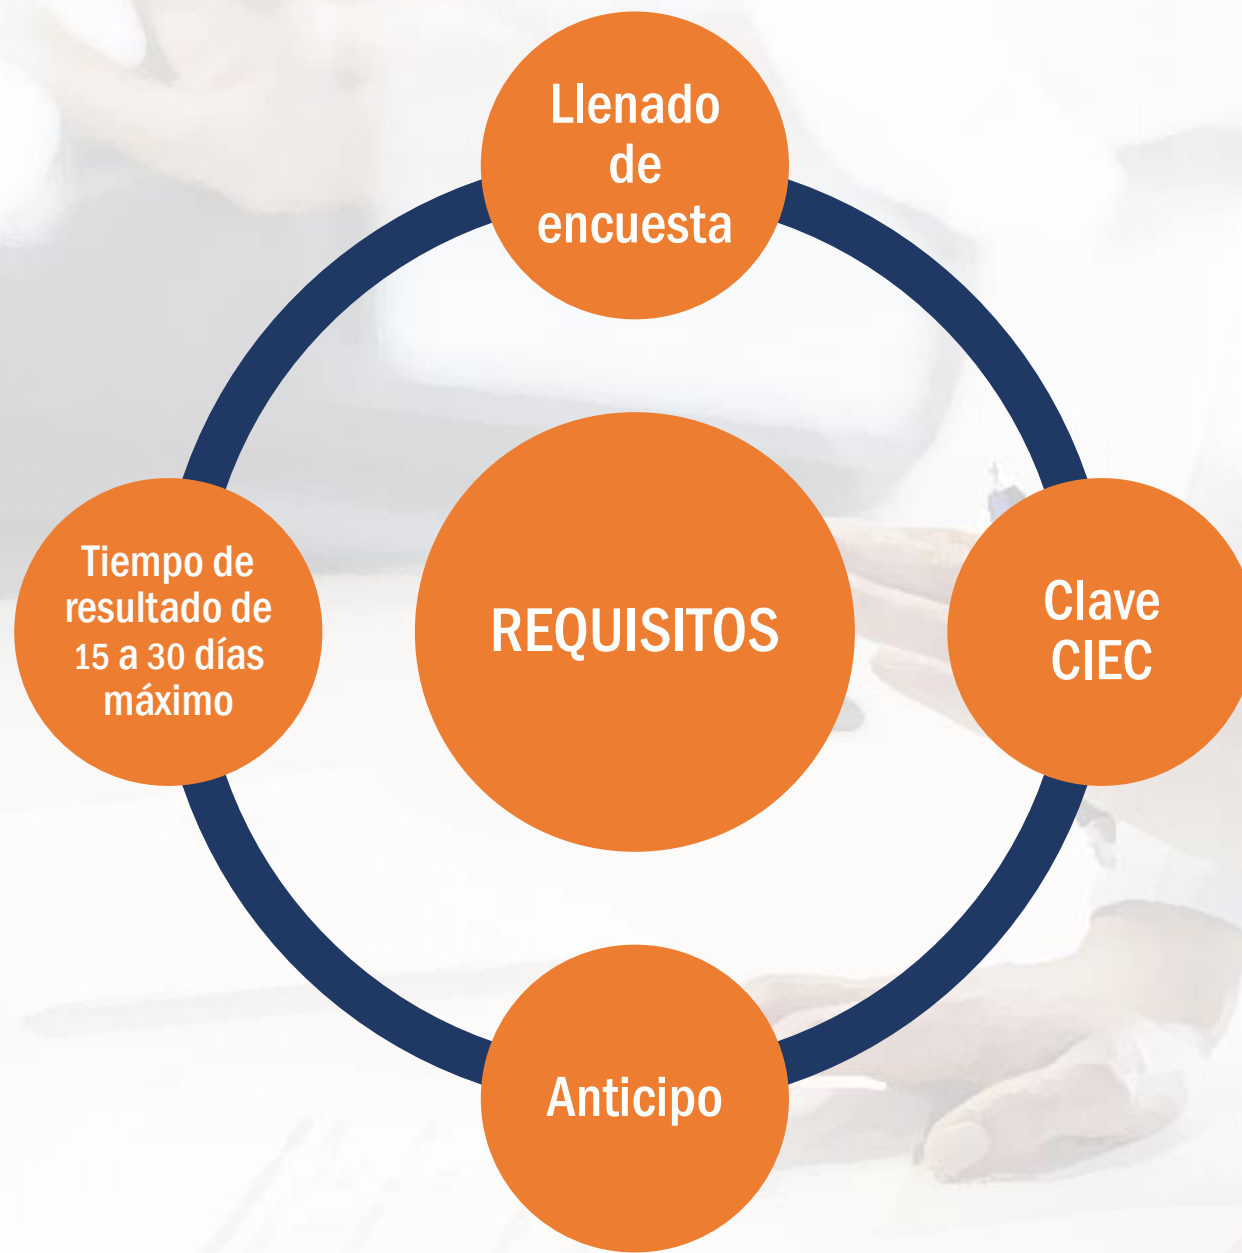 Llenado
de
encuesta
Tiempo de
resultado de
15 a 30 días
máximo
REQUISITOS
Clave
CIEC
Anticipo